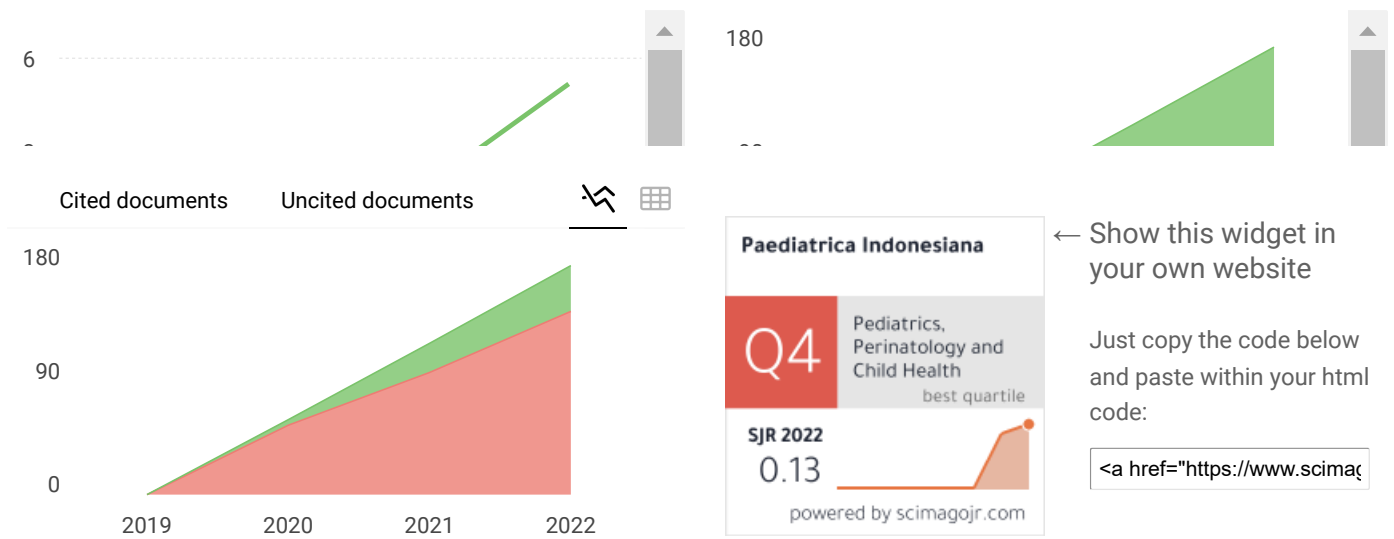 6
180
Cited documents
Uncited documents
180
90
0
2019
2020
2021
2022
Paediatrica Indonesiana
Q4
Pediatrics,
Perinatology and
Child Health
best quartile
SJR 2022
0.13
powered by scimagojr.com
← Show this widget in
your own website
Just copy the code below
and paste within your html
code:
<a href="https://www.scimag